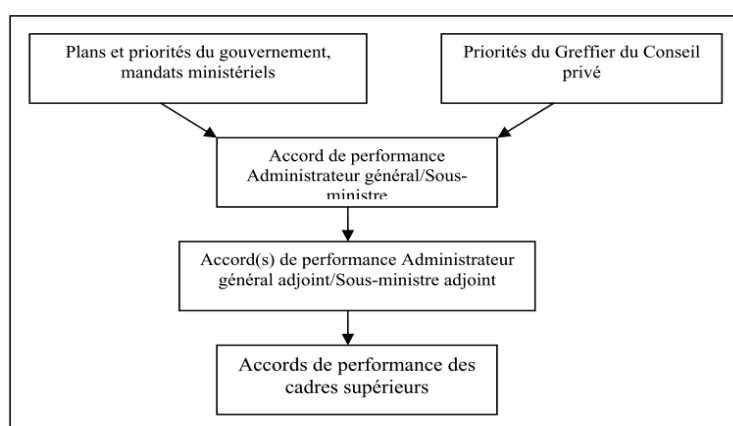 Plans et priorités du gouvernement,
mandats ministériels
Priorités du Greffier du Conseil
privé
Accord de performance
Administrateur général/Sous-
ministre
Accord(s) de performance Administrateur
général adjoint/Sous-ministre adjoint
Accords de performance des
cadres supérieurs